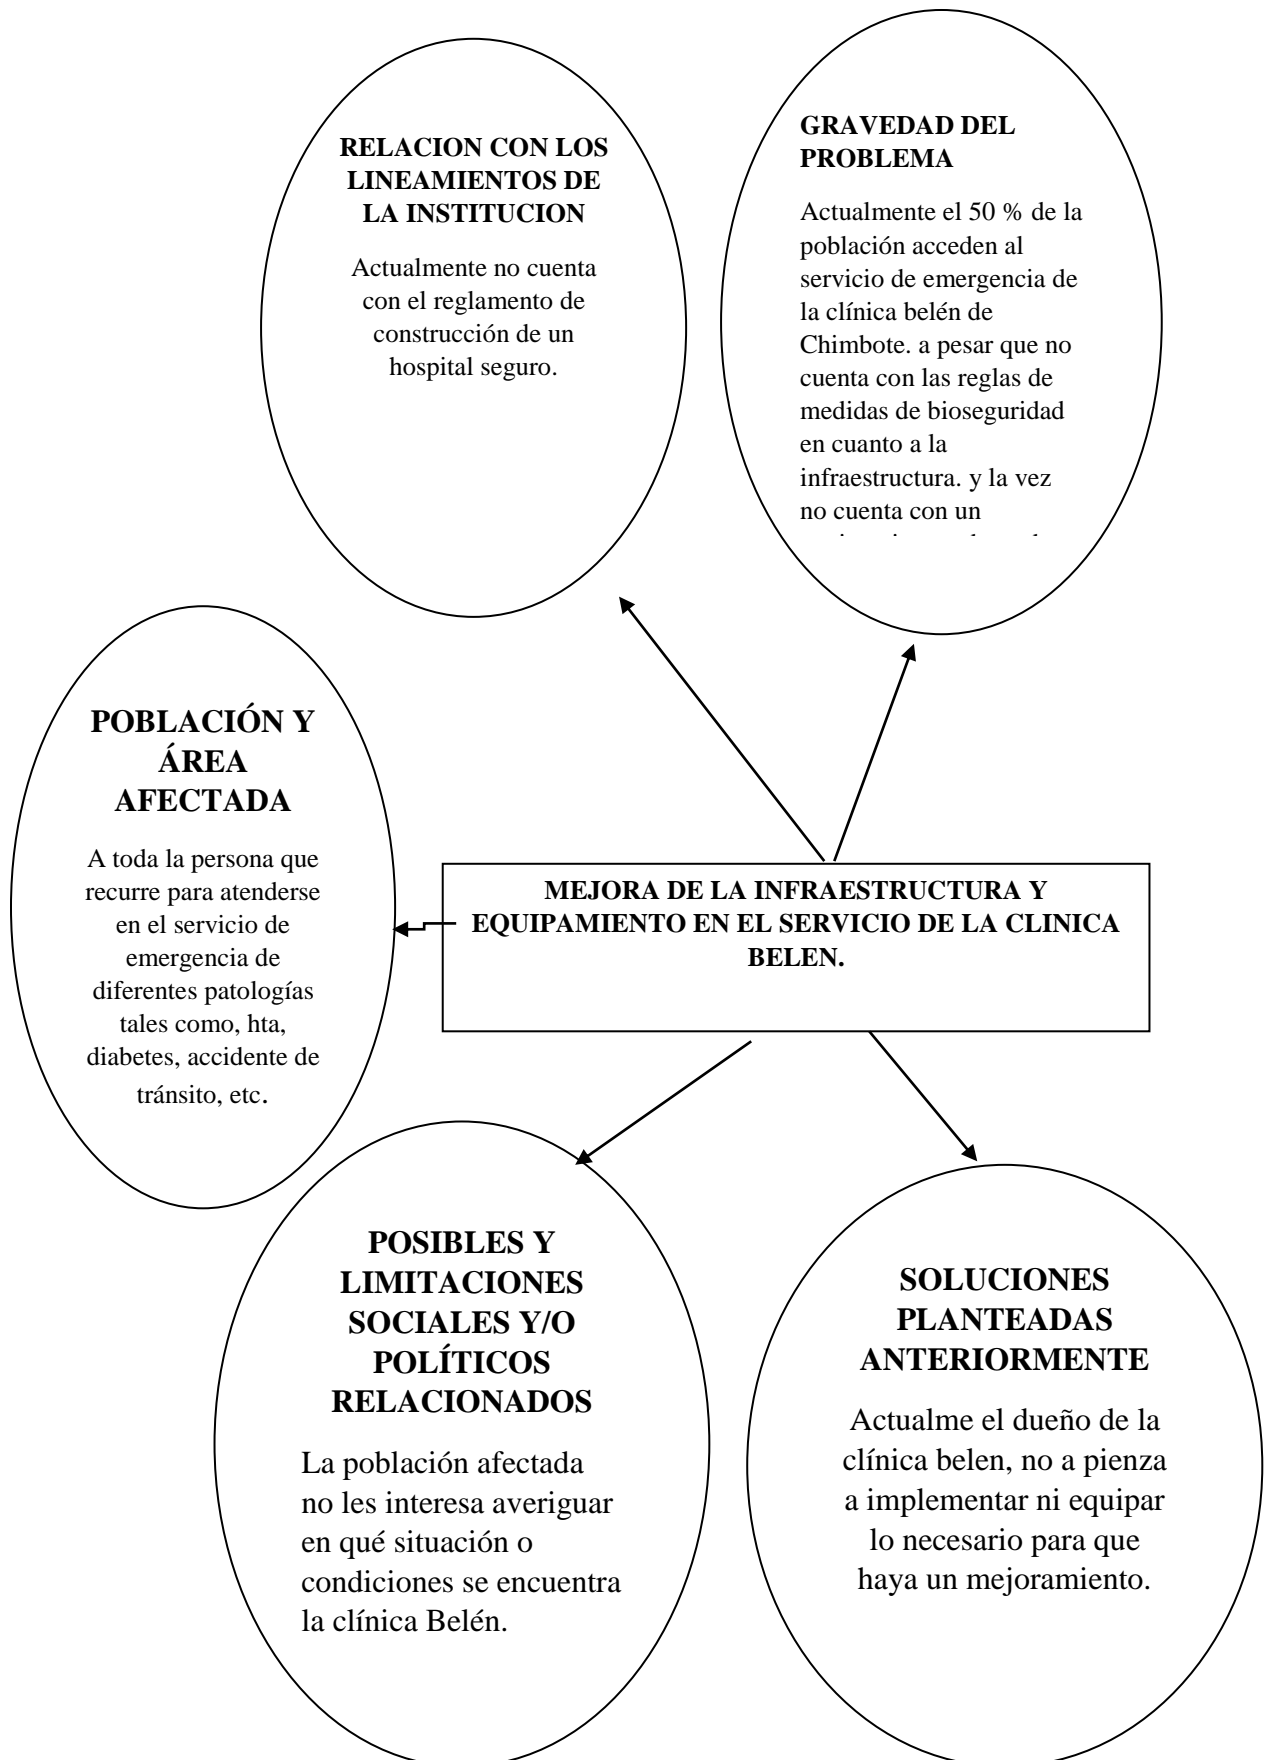 RELACION CON LOS
LINEAMIENTOS DE
LA INSTITUCION
Actualmente no cuenta
con el reglamento de
construcción de un
hospital seguro.
GRAVEDAD DEL
PROBLEMA
Actualmente el 50 % de la
población acceden al
servicio de emergencia de
la clínica belén de
Chimbote. a pesar que no
cuenta con las reglas de
medidas de bioseguridad
en cuanto a la
infraestructura. y la vez
no cuenta con un
POBLACIÓN Y
ÁREA
AFECTADA
A toda la persona que
recurre para atenderse
en el servicio de
emergencia de
diferentes patologías
tales como, hta,
diabetes, accidente de
tránsito, etc.
MEJORA DE LA INFRAESTRUCTURA Y
EQUIPAMIENTO EN EL SERVICIO DE LA CLINICA
BELEN.
POSIBLES Y
LIMITACIONES
SOCIALES Y/O
POLÍTICOS
RELACIONADOS
La población afectada
no les interesa averiguar
en qué situación o
condiciones se encuentra
la clínica Belén.
SOLUCIONES
PLANTEADAS
ANTERIORMENTE
Actualme el dueño de la
clínica belen, no a pienza
a implementar ni equipar
lo necesario para que
haya un mejoramiento.